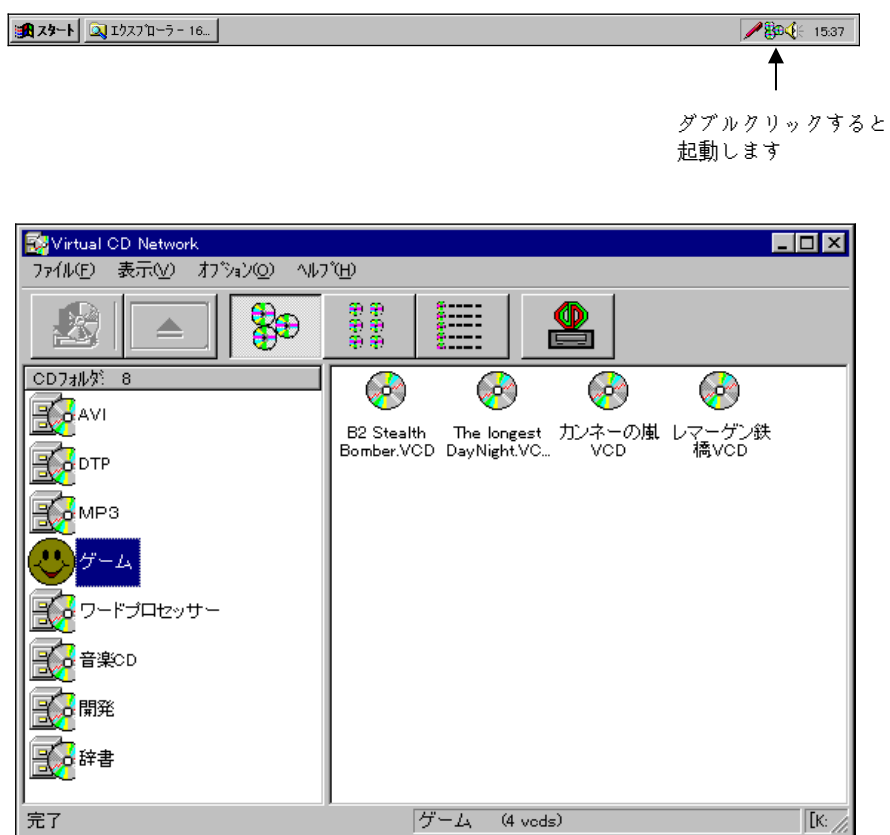 スタート
エクスプローラー - 16...
15:37
ダブルクリックすると
起動します
Virtual CD Network
ファイル(F) 表示(V) オプション(O) ヘルプ(H)
CDフォルダ: 8
AVI
DTP
MP3
ゲーム
ワードプロセッサー
音楽CD
開発
辞書
B2 Stealth
Bomber.VCD
The longest
DayNight.VC...
カンネーの嵐
VCD
レマーゲン鉄
橋VCD
完了
ゲーム (4 vcds)
[K: